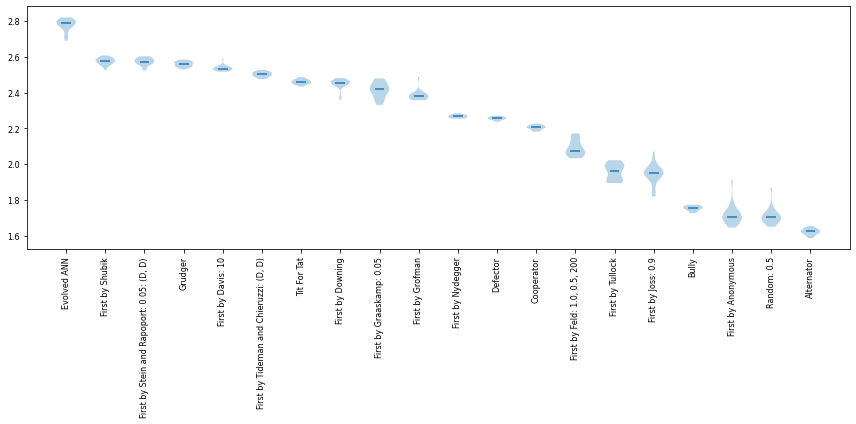 2.8
2.6
2.4
2.2
2.0
1.8
1.6
Evolved ANN
First by Shubik
First by Stein and Rapoport: 0.05: (D, D)
Grudger
First by Davis: 10
First by Tideman and Chieruzzi: (D, D)
Tit For Tat
First by Downing
First by Graaskamp: 0.05
First by Grofman
First by Nydegger
Defector
Cooperator
First by Feld: 1.0, 0.5, 200
First by Tullock
First by Joss: 0.9
Bully
First by Anonymous
Random: 0.5
Alternator